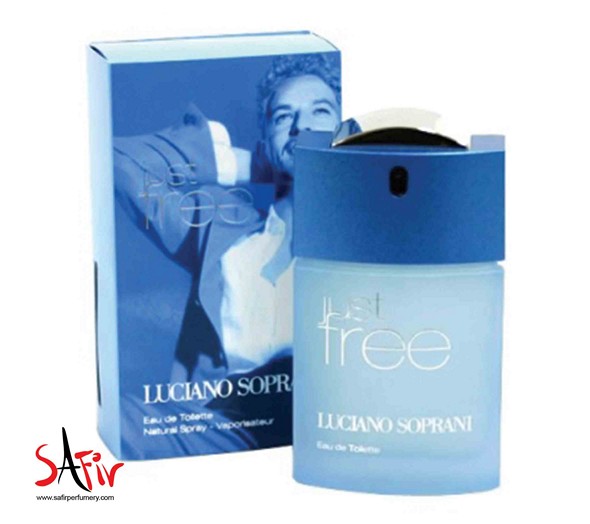 just
free
LUCIANO SOPRA
Eau de Toilette
Natural Spray - Vaporisateur
just
free
LUCIANO SOPRANI
Eau de Toilette
SAFIR
www.safirperfumery.com